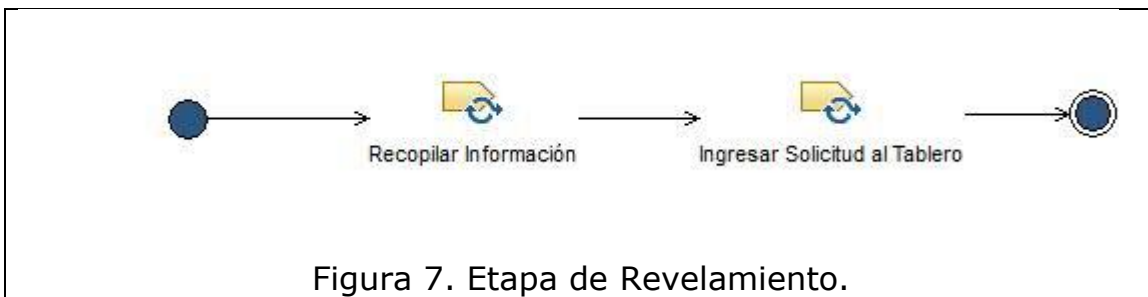 Recopilar Información
Ingresar Solicitud al Tablero
Figura 7. Etapa de Revelamiento.